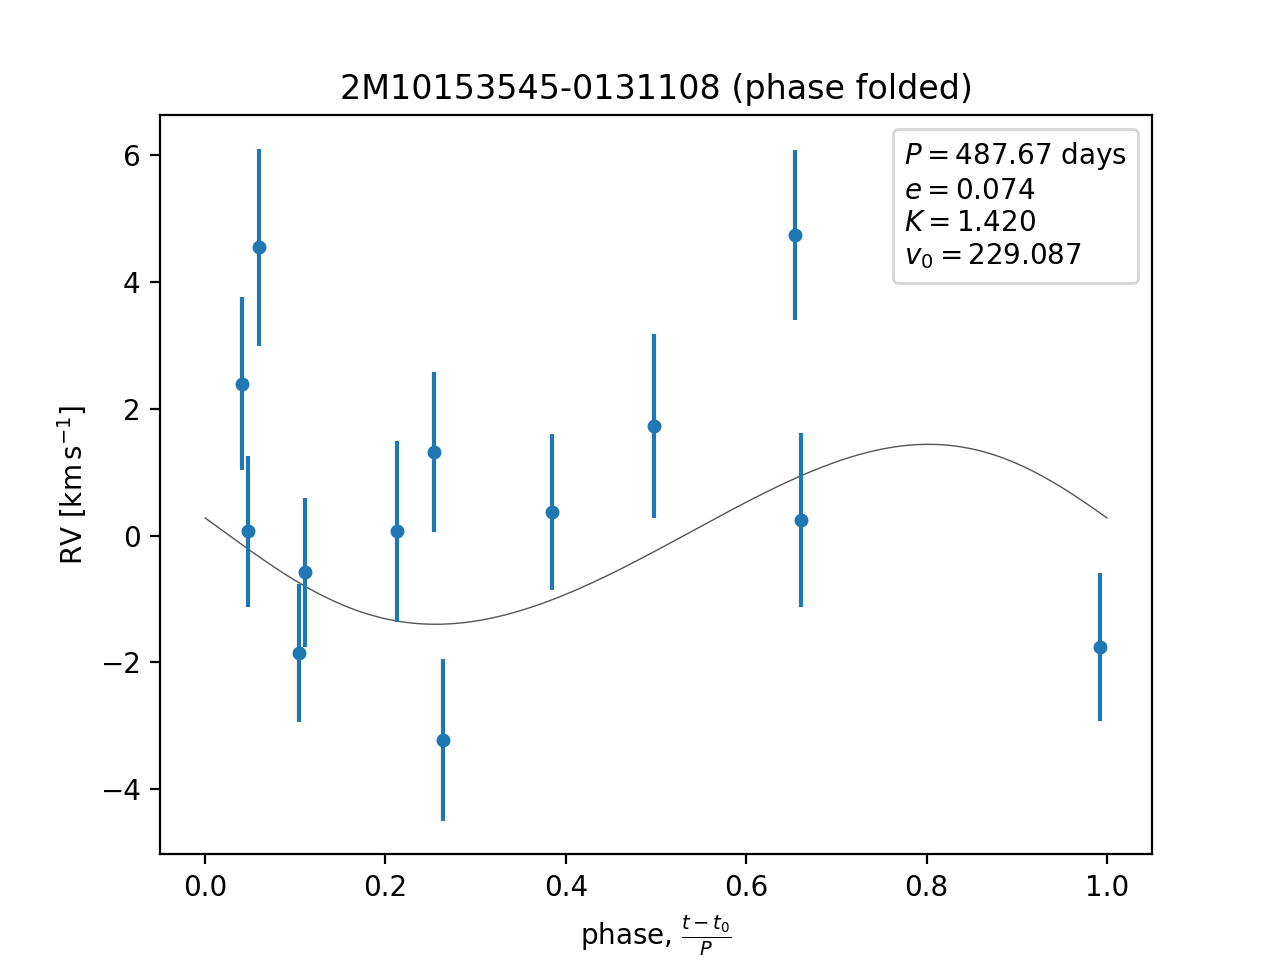 2M10153545-0131108 (phase folded)
P = 487.67 days
e = 0.074
K = 1.420
v₀ = 229.087
6
4
2
0
−2
−4
RV [km s⁻¹]
0.0 0.2 0.4 0.6 0.8 1.0
phase, (t − t₀)/P